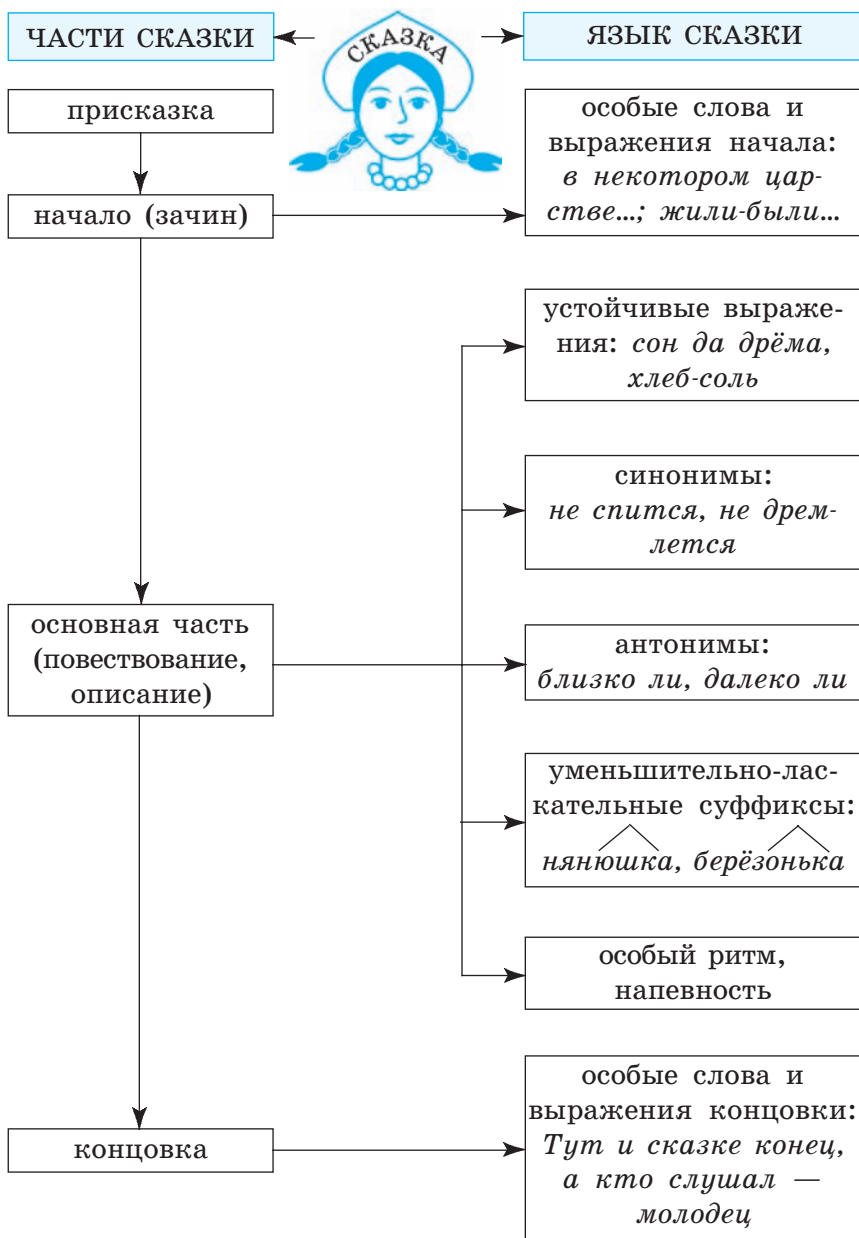 ЧАСТИ СКАЗКИ
СКАЗКА
ЯЗЫК СКАЗКИ
присказка
особые слова и
выражения начала:
в некотором цар-
стве...; жили-были...
начало (зачин)
устойчивые выраже-
ния: сон да дрёма,
хлеб-соль
синонимы:
не спится, не дрем-
лется
основная часть
(повествование,
описание)
антонимы:
близко ли, далеко ли
уменьшительно-лас-
кательные суффиксы:
нянюшка, берёзонька
особый ритм,
напевность
концовка
особые слова и
выражения концовки:
Тут и сказке конец,
а кто слушал —
молодец